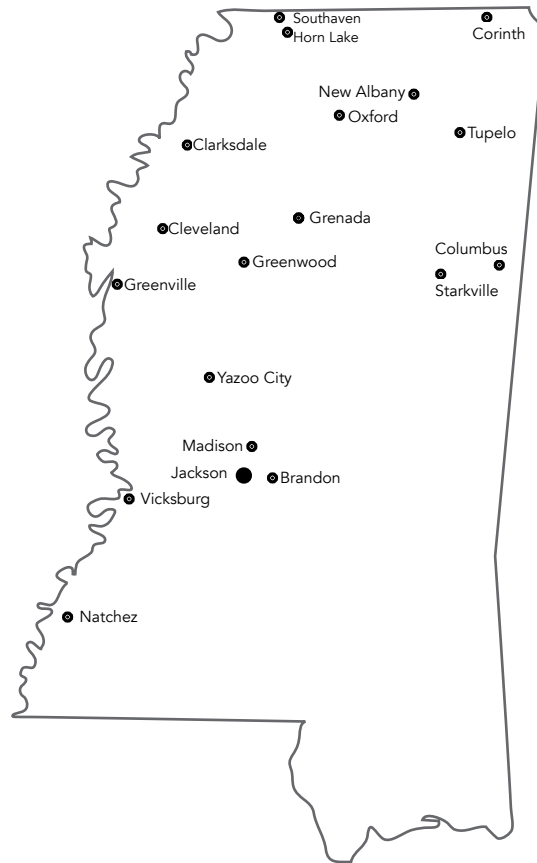 Southaven
Horn Lake
Corinth
New Albany
Oxford
Tupelo
Clarksdale
Grenada
Cleveland
Columbus
Greenwood
Greenville
Starkville
Yazoo City
Madison
Jackson
Brandon
Vicksburg
Natchez